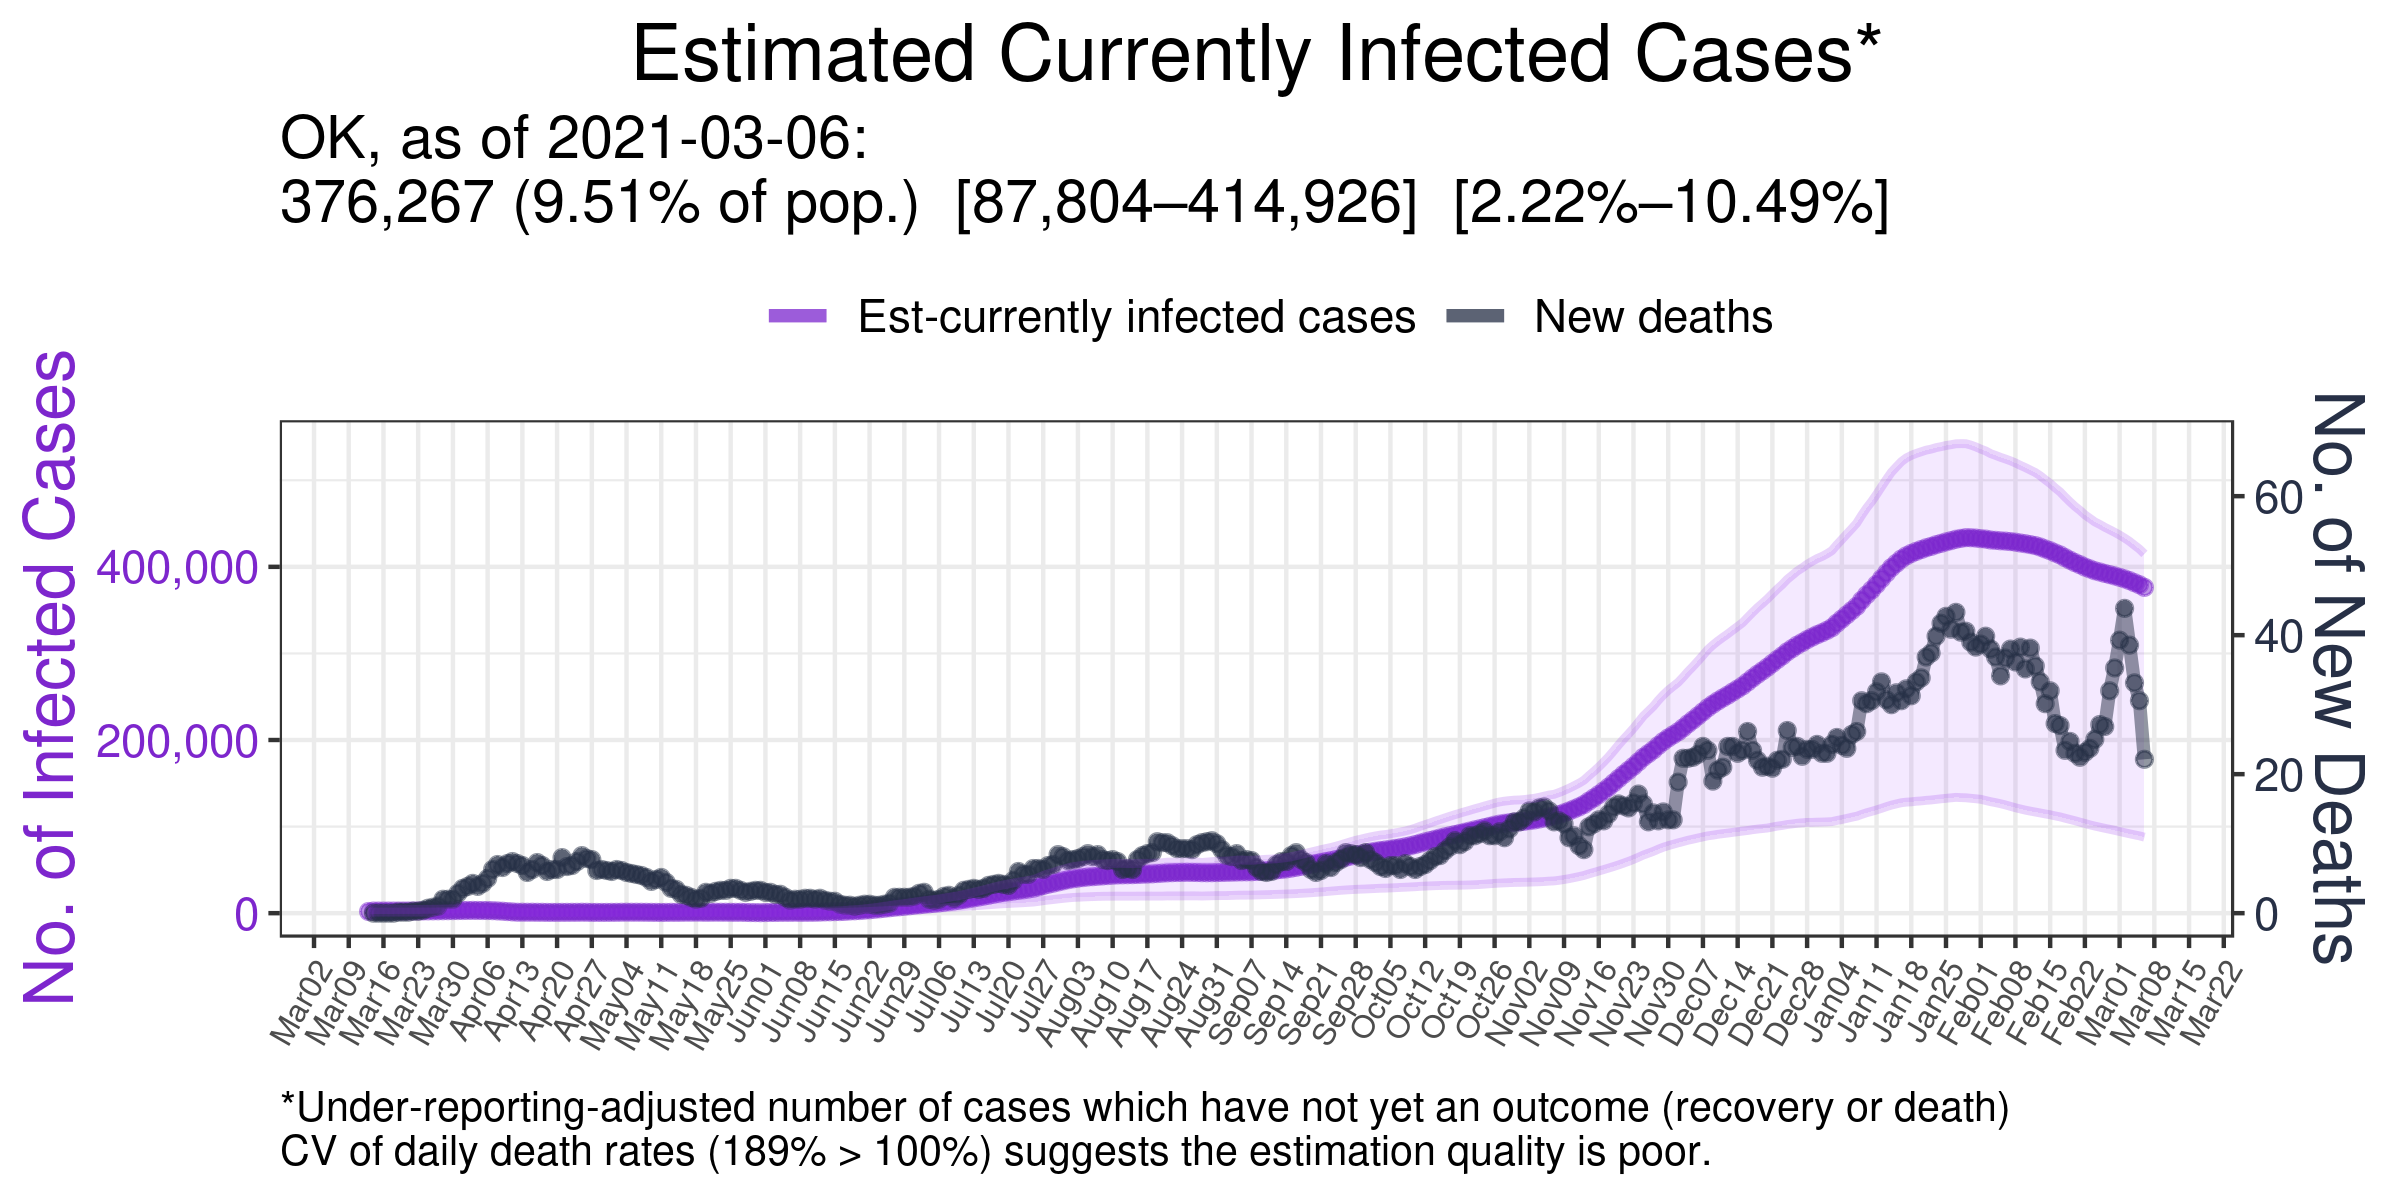 Estimated Currently Infected Cases*
OK, as of 2021-03-06:
376,267 (9.51% of pop.)  [87,804–414,926]  [2.22%–10.49%]
Est-currently infected cases
New deaths
No. of Infected Cases
400,000
200,000
0
No. of New Deaths
60
40
20
0
Mar02
Mar09
Mar16
Mar23
Mar30
Apr06
Apr13
Apr20
Apr27
May04
May11
May18
May25
Jun01
Jun08
Jun15
Jun22
Jun29
Jul06
Jul13
Jul20
Jul27
Aug03
Aug10
Aug17
Aug24
Aug31
Sep07
Sep14
Sep21
Sep28
Oct05
Oct12
Oct19
Oct26
Nov02
Nov09
Nov16
Nov23
Nov30
Dec07
Dec14
Dec21
Dec28
Jan04
Jan11
Jan18
Jan25
Feb01
Feb08
Feb15
Feb22
Mar01
Mar08
Mar15
Mar22
*Under-reporting-adjusted number of cases which have not yet an outcome (recovery or death)
CV of daily death rates (189% > 100%) suggests the estimation quality is poor.